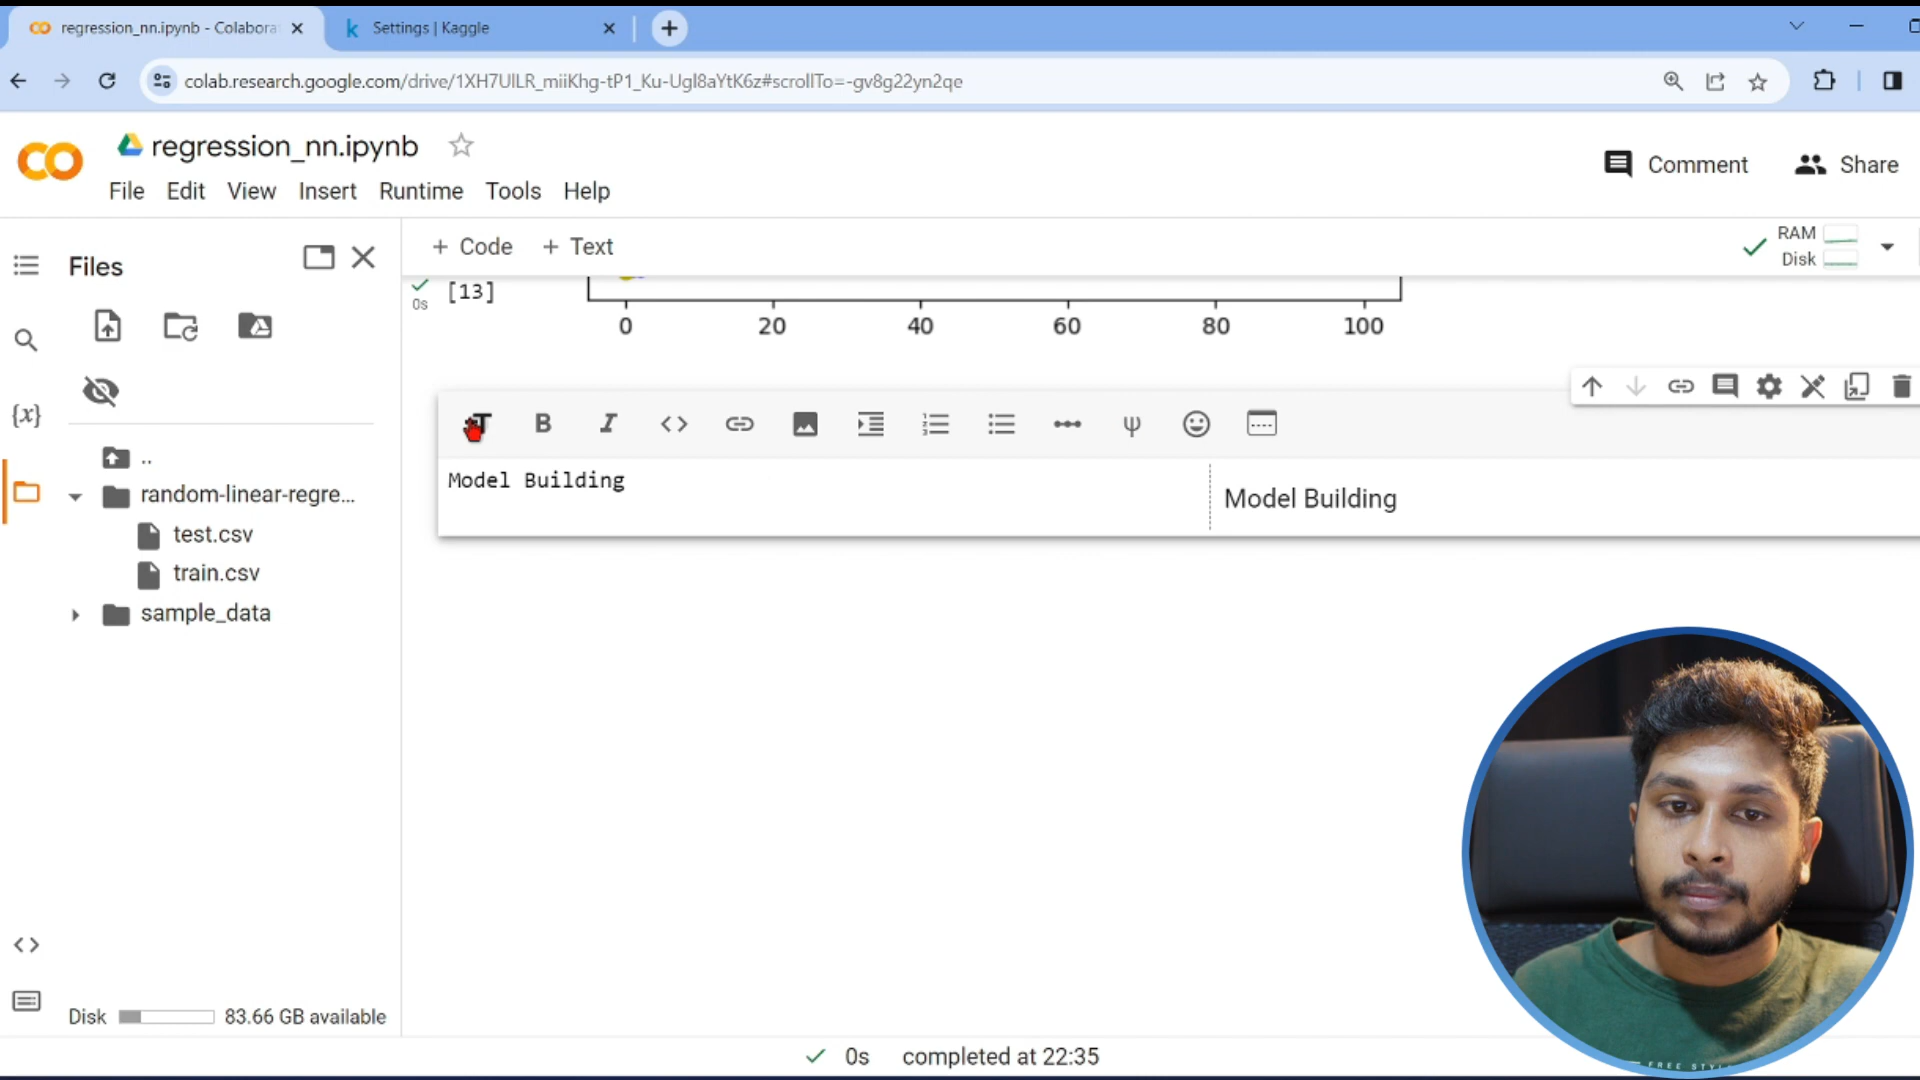 regression_nn.ipynb - Colabora
Settings | Kaggle
colab.research.google.com/drive/1XH7UlLR_miiKhg-tP1_Ku-Ugl8aYtK6z#scrollTo=-gv8g22yn2qe
regression_nn.ipynb
File Edit View Insert Runtime Tools Help
Comment
Share
Files
+ Code + Text
RAM
Disk
0s
[13]
0 20 40 60 80 100
{x}
..
random-linear-regre...
test.csv
train.csv
sample_data
Model Building
Model Building
Disk 83.66 GB available
0s completed at 22:35